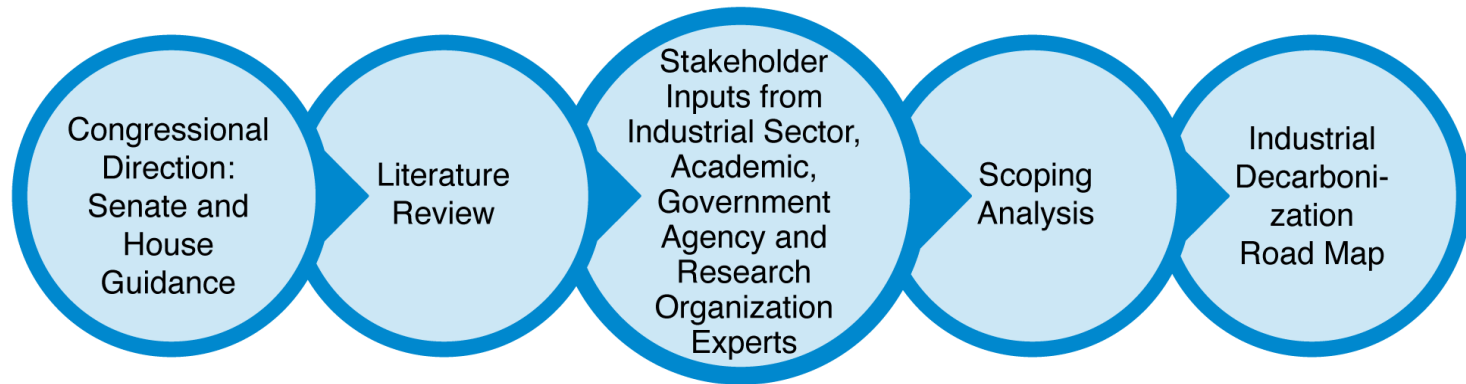 Congressional
Direction:
Senate and
House
Guidance
Literature
Review
Stakeholder
Inputs from
Industrial Sector,
Academic,
Government
Agency and
Research
Organization
Experts
Scoping
Analysis
Industrial
Decarboni-
zation
Road Map